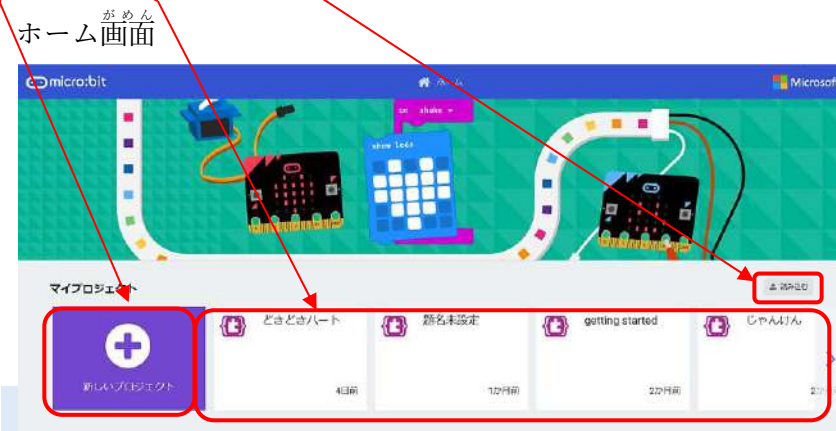 がめん
ホーム画面
micro:bit
ホーム
Microsoft
on shake
show leds
マイプロジェクト
読み込む
どきどきハート
題名未設定
getting started
じゃんけん
新しいプロジェクト
4日前
1か月前
2か月前